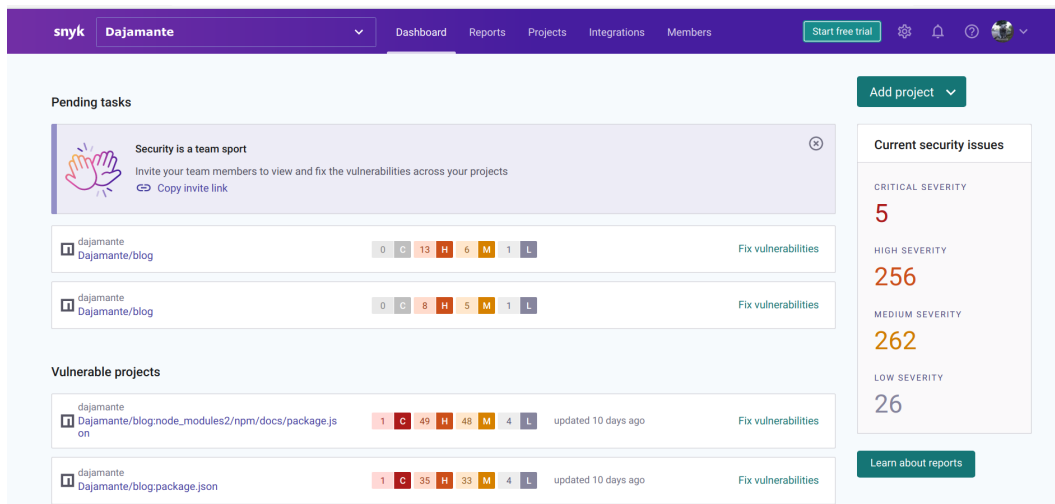 snyk Dajamante Dashboard Reports Projects Integrations Members Start free trial
Add project
Pending tasks
Security is a team sport
Invite your team members to view and fix the vulnerabilities across your projects
Copy invite link
dajamante
Dajamante/blog
0 C 13 H 6 M 1 L
Fix vulnerabilities
dajamante
Dajamante/blog
0 C 8 H 5 M 1 L
Fix vulnerabilities
Vulnerable projects
dajamante
Dajamante/blog:node_modules2/npm/docs/package.js
on
1 C 49 H 48 M 4 L
updated 10 days ago
Fix vulnerabilities
dajamante
Dajamante/blog:package.json
1 C 35 H 33 M 4 L
updated 10 days ago
Fix vulnerabilities
Current security issues
CRITICAL SEVERITY
5
HIGH SEVERITY
256
MEDIUM SEVERITY
262
LOW SEVERITY
26
Learn about reports